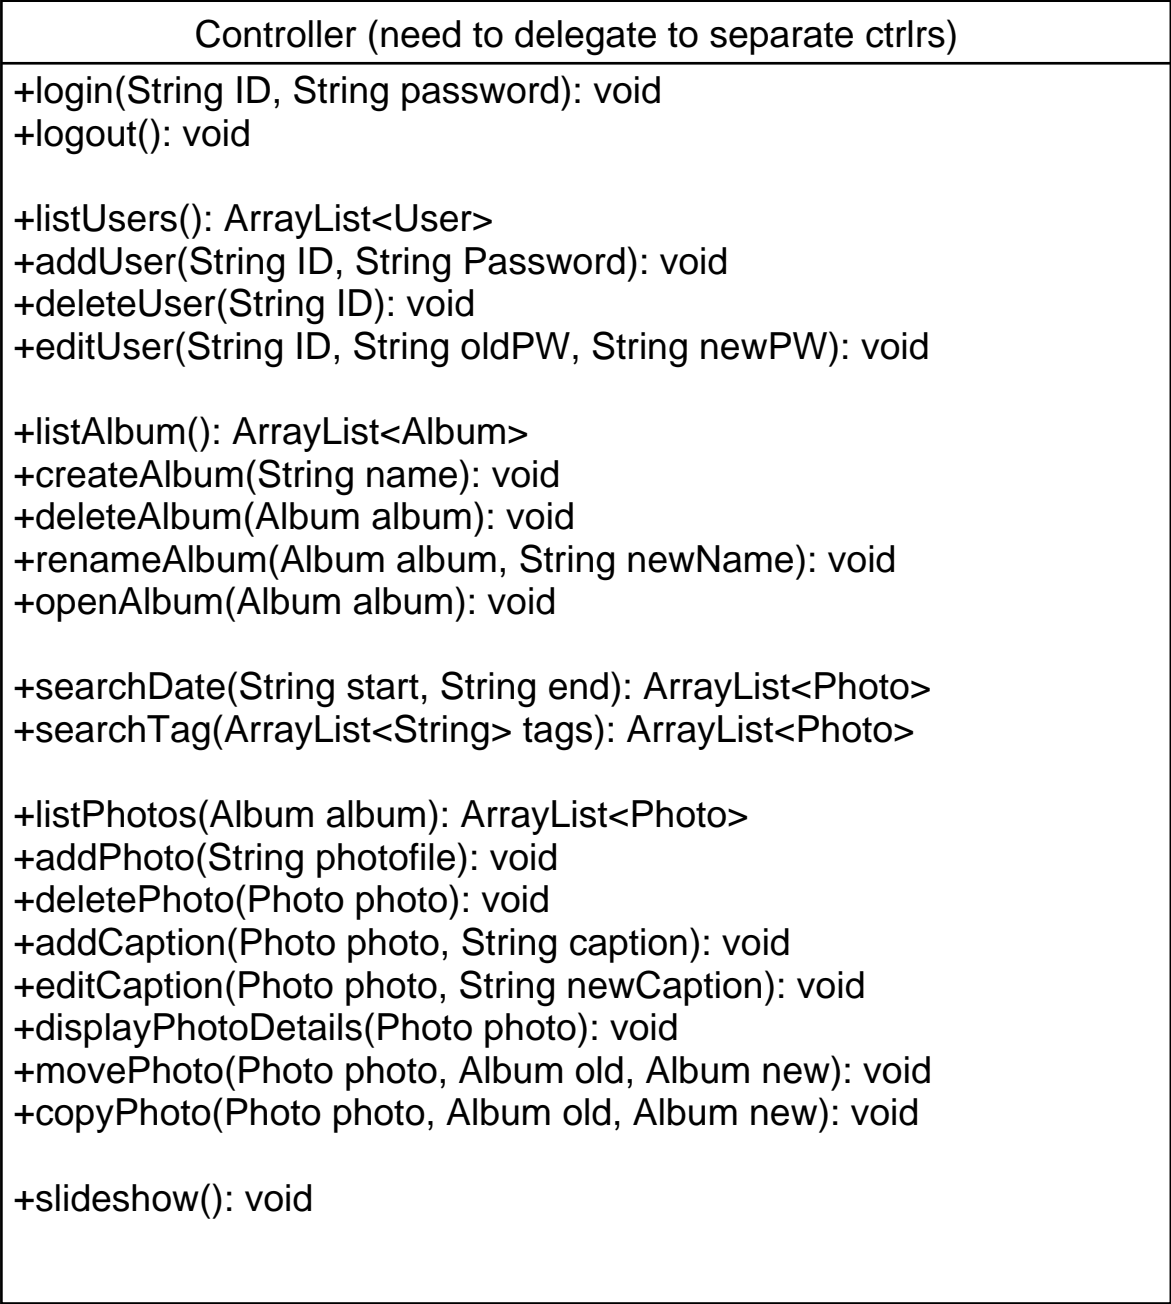 Controller (need to delegate to separate ctrlrs)
+login(String ID, String password): void
+logout(): void
+listUsers(): ArrayList<User>
+addUser(String ID, String Password): void
+deleteUser(String ID): void
+editUser(String ID, String oldPW, String newPW): void
+listAlbum(): ArrayList<Album>
+createAlbum(String name): void
+deleteAlbum(Album album): void
+renameAlbum(Album album, String newName): void
+openAlbum(Album album): void
+searchDate(String start, String end): ArrayList<Photo>
+searchTag(ArrayList<String> tags): ArrayList<Photo>
+listPhotos(Album album): ArrayList<Photo>
+addPhoto(String photofile): void
+deletePhoto(Photo photo): void
+addCaption(Photo photo, String caption): void
+editCaption(Photo photo, String newCaption): void
+displayPhotoDetails(Photo photo): void
+movePhoto(Photo photo, Album old, Album new): void
+copyPhoto(Photo photo, Album old, Album new): void
+slideshow(): void